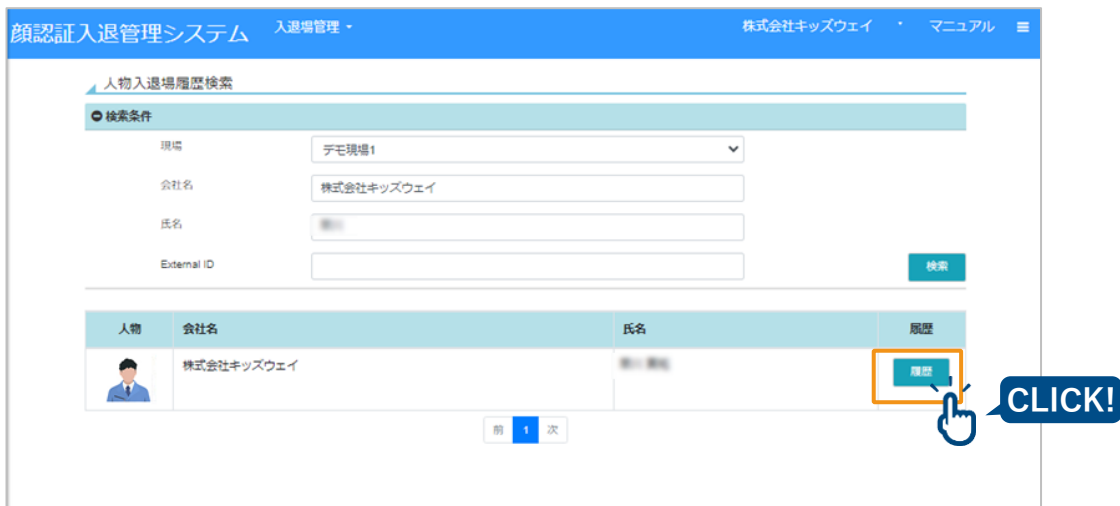 顔認証入退管理システム 入退場管理 株式会社キッズウェイ マニュアル
人物入退場履歴検索
検索条件
現場 デモ現場1
会社名 株式会社キッズウェイ
氏名
External ID 検索
人物 会社名 氏名 履歴
株式会社キッズウェイ 履歴
CLICK!
前 1 次